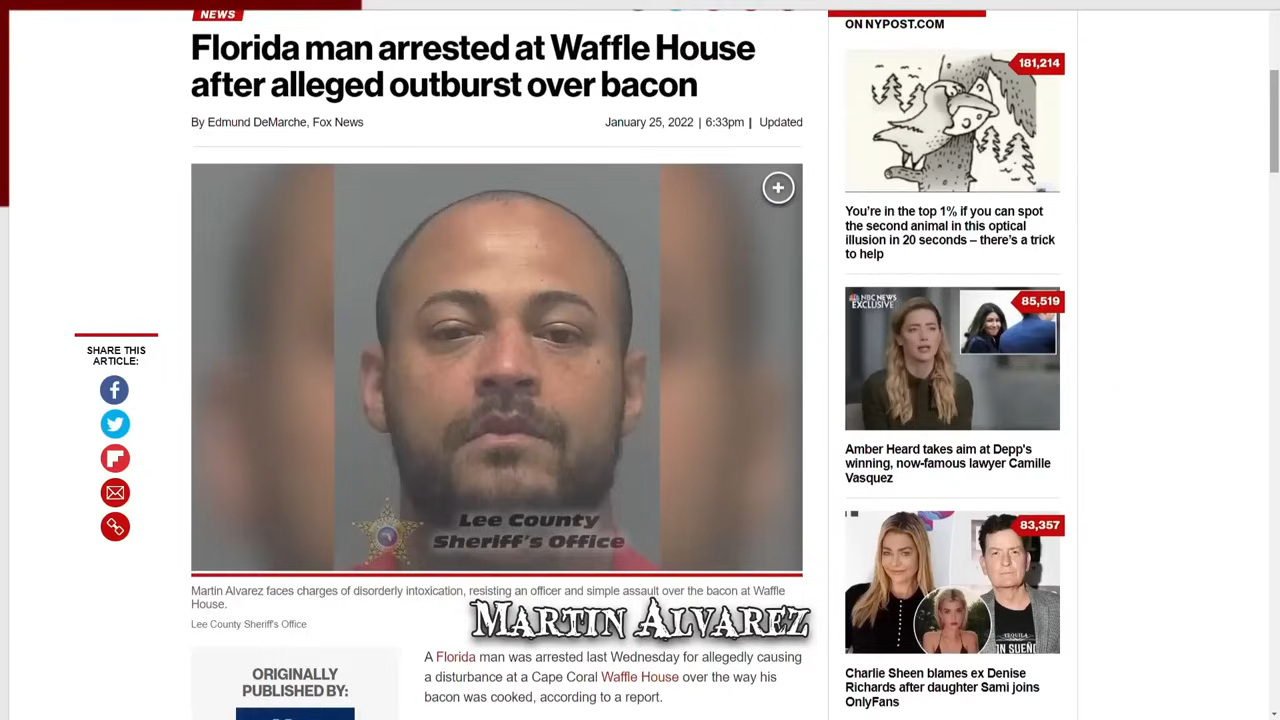 NEWS
Florida man arrested at Waffle House
after alleged outburst over bacon
By Edmund DeMarche, Fox News
January 25, 2022 | 6:33pm | Updated
SHARE THIS
ARTICLE:
Lee County
Sheriff's Office
Martin Alvarez faces charges of disorderly intoxication, resisting an officer and simple assault over the bacon at Waffle
House.
Lee County Sheriff's Office
MARTIN ALVAREZ
ORIGINALLY
PUBLISHED BY:
A Florida man was arrested last Wednesday for allegedly causing
a disturbance at a Cape Coral Waffle House over the way his
bacon was cooked, according to a report.
ON NYPOST.COM
181,214
You're in the top 1% if you can spot
the second animal in this optical
illusion in 20 seconds – there's a trick
to help
NBC NEWS
EXCLUSIVE
85,519
Amber Heard takes aim at Depp's
winning, now-famous lawyer Camille
Vasquez
83,357
TEQUILA
Charlie Sheen blames ex Denise
Richards after daughter Sami joins
OnlyFans